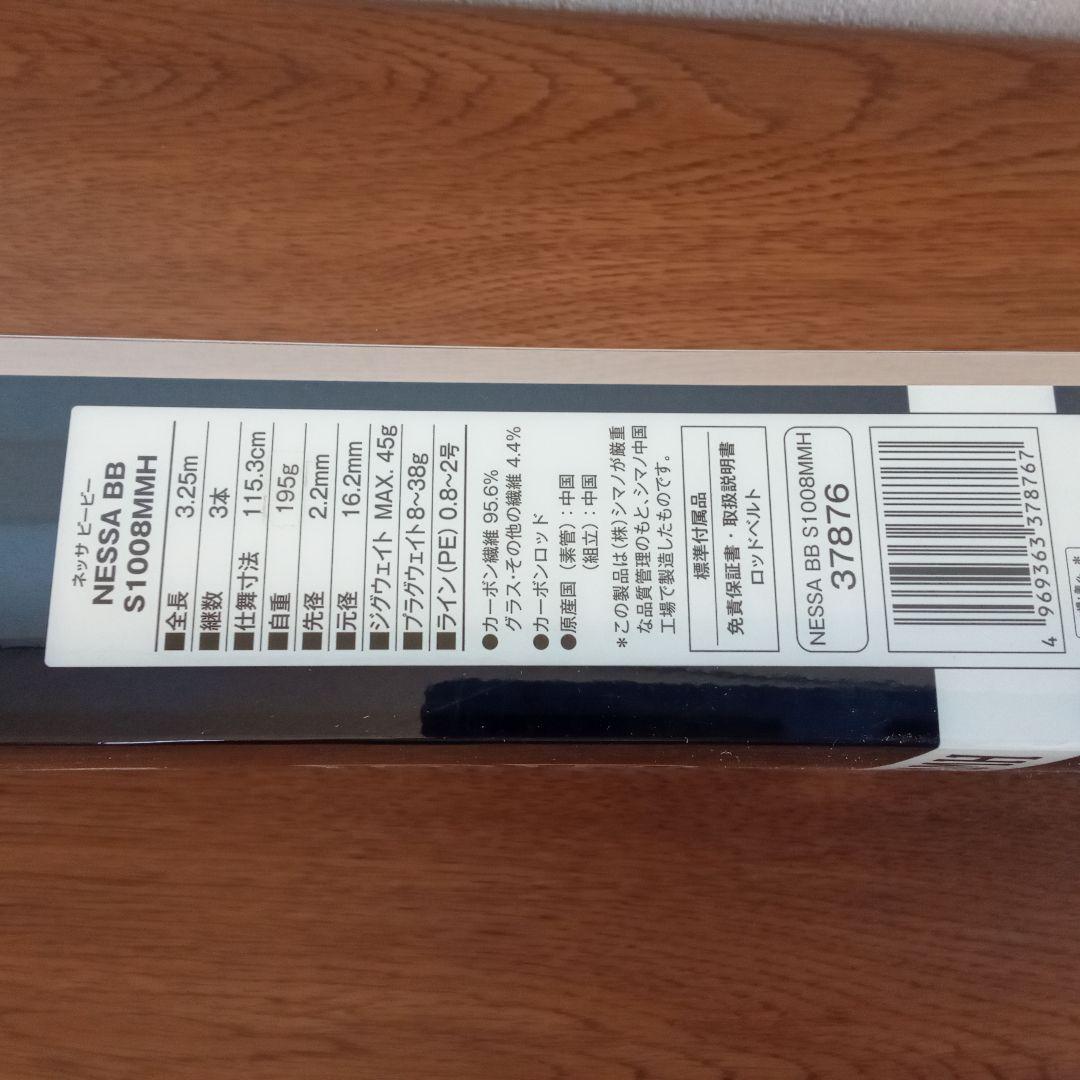 ネッサ ビービー
NESSA BB
S1008MMH
■全長 3.25m
■継数 3本
■仕舞寸法 115.3cm
■自重 195g
■先径 2.2mm
■元径 16.2mm
■ジグウェイト MAX. 45g
■プラグウェイト 8〜38g
■ライン(PE) 0.8〜2号
●カーボン繊維 95.6%
グラス・その他の繊維 4.4%
●カーボンロッド
●原産国 (素管):中国
(組立):中国
*この製品は(株)シマノが厳重
な品質管理のもと、シマノ中国
工場で製造したものです。
標準付属品
免責保証書・取扱説明書
ロッドベルト
NESSA BB S1008MMH
37876
4 969363 378767